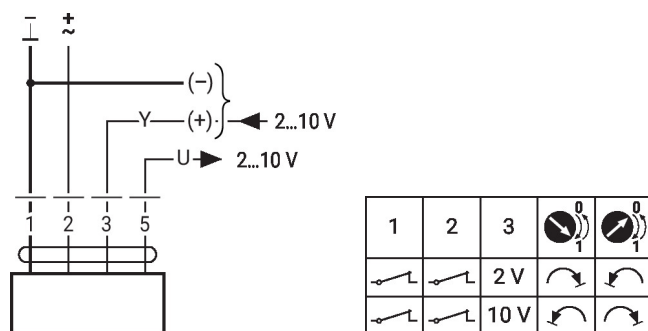 – +
⊥ ~
(–)
Y (+) 2...10 V
U 2...10 V
1 2 3 5
1 2 3 0 1 0 1
2 V
10 V